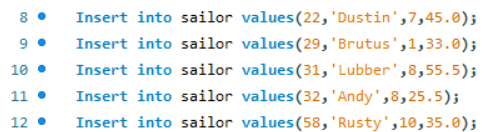 8 Insert into sailor values(22,'Dustin',7,45.0);
9 Insert into sailor values(29,'Brutus',1,33.0);
10 Insert into sailor values(31,'Lubber',8,55.5);
11 Insert into sailor values(32,'Andy',8,25.5);
12 Insert into sailor values(58,'Rusty',10,35.0);